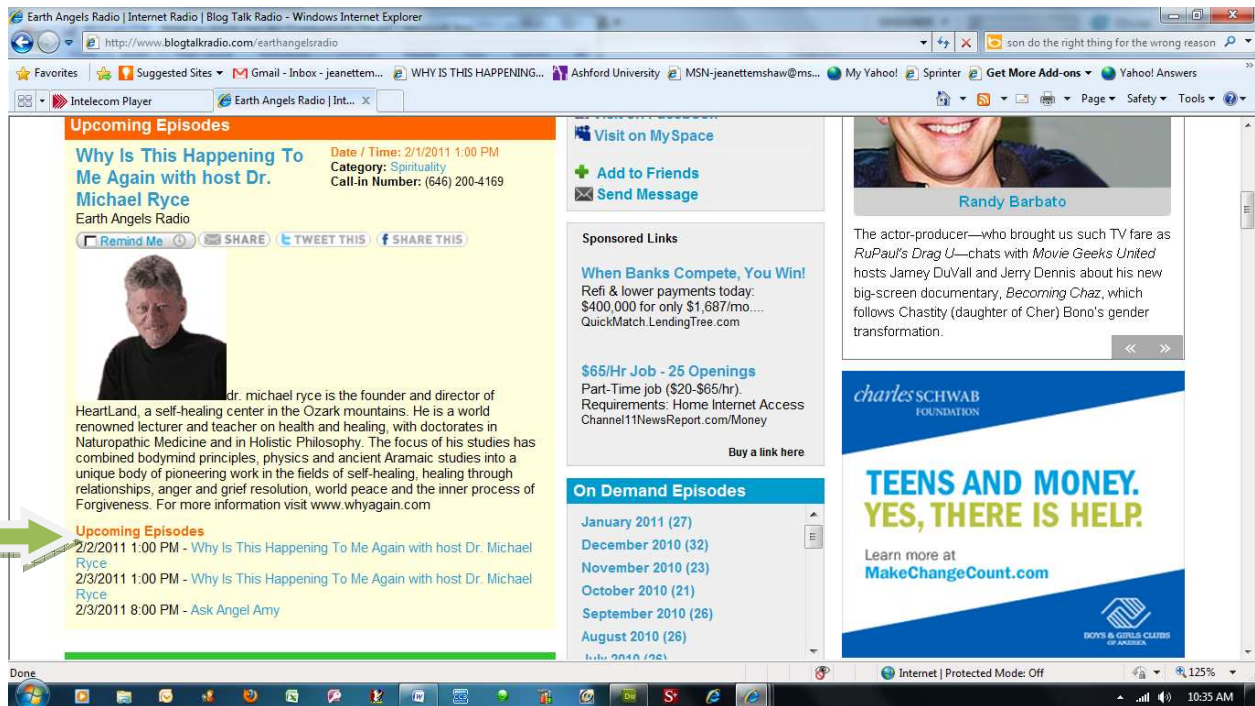 Earth Angels Radio | Internet Radio | Blog Talk Radio - Windows Internet Explorer
http://www.blogtalkradio.com/earthangelsradio
son do the right thing for the wrong reason
Favorites
Suggested Sites
Gmail - Inbox - jeanettem...
WHY IS THIS HAPPENING...
Ashford University
MSN-jeanettemshaw@ms...
My Yahoo!
Sprinter
Get More Add-ons
Yahoo! Answers
Intelecom Player
Earth Angels Radio | Int...
Page
Safety
Tools
Upcoming Episodes
Why Is This Happening To
Me Again with host Dr.
Michael Ryce
Date / Time: 2/1/2011 1:00 PM
Category: Spirituality
Call-in Number: (646) 200-4169
Earth Angels Radio
Remind Me
SHARE
TWEET THIS
SHARE THIS
dr. michael ryce is the founder and director of
HeartLand, a self-healing center in the Ozark mountains. He is a world
renowned lecturer and teacher on health and healing, with doctorates in
Naturopathic Medicine and in Holistic Philosophy. The focus of his studies has
combined bodymind principles, physics and ancient Aramaic studies into a
unique body of pioneering work in the fields of self-healing, healing through
relationships, anger and grief resolution, world peace and the inner process of
Forgiveness. For more information visit www.whyagain.com
Upcoming Episodes
2/2/2011 1:00 PM - Why Is This Happening To Me Again with host Dr. Michael
Ryce
2/3/2011 1:00 PM - Why Is This Happening To Me Again with host Dr. Michael
Ryce
2/3/2011 8:00 PM - Ask Angel Amy
Visit on Facebook
Visit on MySpace
Add to Friends
Send Message
Sponsored Links
When Banks Compete, You Win!
Refi & lower payments today:
$400,000 for only $1,687/mo....
QuickMatch.LendingTree.com
$65/Hr Job - 25 Openings
Part-Time job ($20-$65/hr).
Requirements: Home Internet Access
Channel11NewsReport.com/Money
Buy a link here
On Demand Episodes
January 2011 (27)
December 2010 (32)
November 2010 (23)
October 2010 (21)
September 2010 (26)
August 2010 (26)
July 2010 (26)
Randy Barbato
The actor-producer—who brought us such TV fare as
RuPaul's Drag U—chats with Movie Geeks United
hosts Jamey DuVall and Jerry Dennis about his new
big-screen documentary, Becoming Chaz, which
follows Chastity (daughter of Cher) Bono's gender
transformation.
charles SCHWAB
FOUNDATION
TEENS AND MONEY.
YES, THERE IS HELP.
Learn more at
MakeChangeCount.com
BOYS & GIRLS CLUBS
OF AMERICA
Done
Internet | Protected Mode: Off
125%
10:35 AM